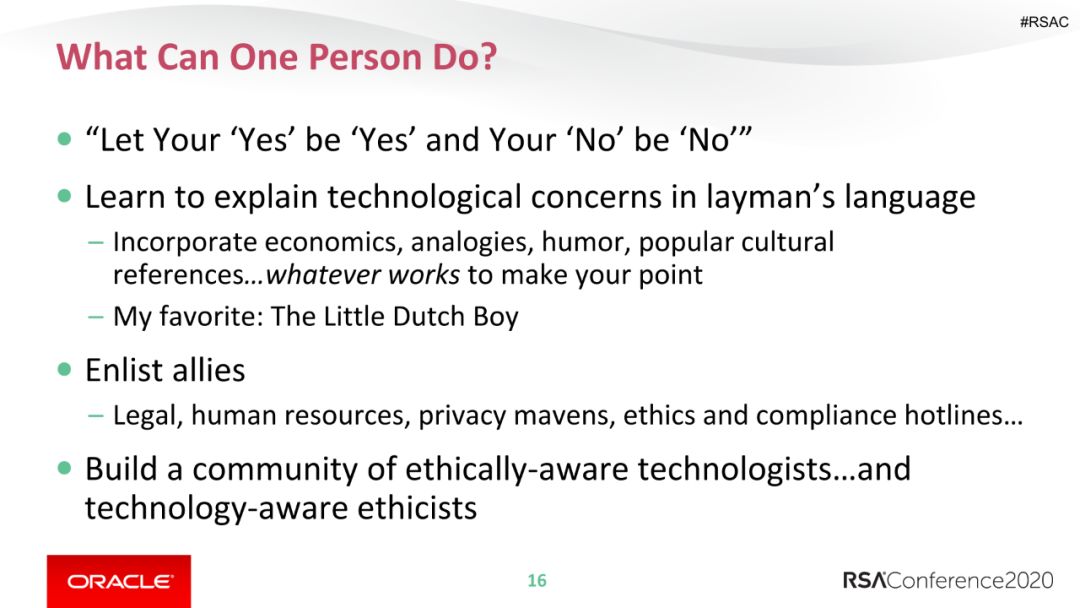 #RSAC
What Can One Person Do?
• “Let Your ‘Yes’ be ‘Yes’ and Your ‘No’ be ‘No’”
• Learn to explain technological concerns in layman’s language
– Incorporate economics, analogies, humor, popular cultural
references…whatever works to make your point
– My favorite: The Little Dutch Boy
• Enlist allies
– Legal, human resources, privacy mavens, ethics and compliance hotlines…
• Build a community of ethically-aware technologists…and
technology-aware ethicists
ORACLE®
16
RSA®Conference2020